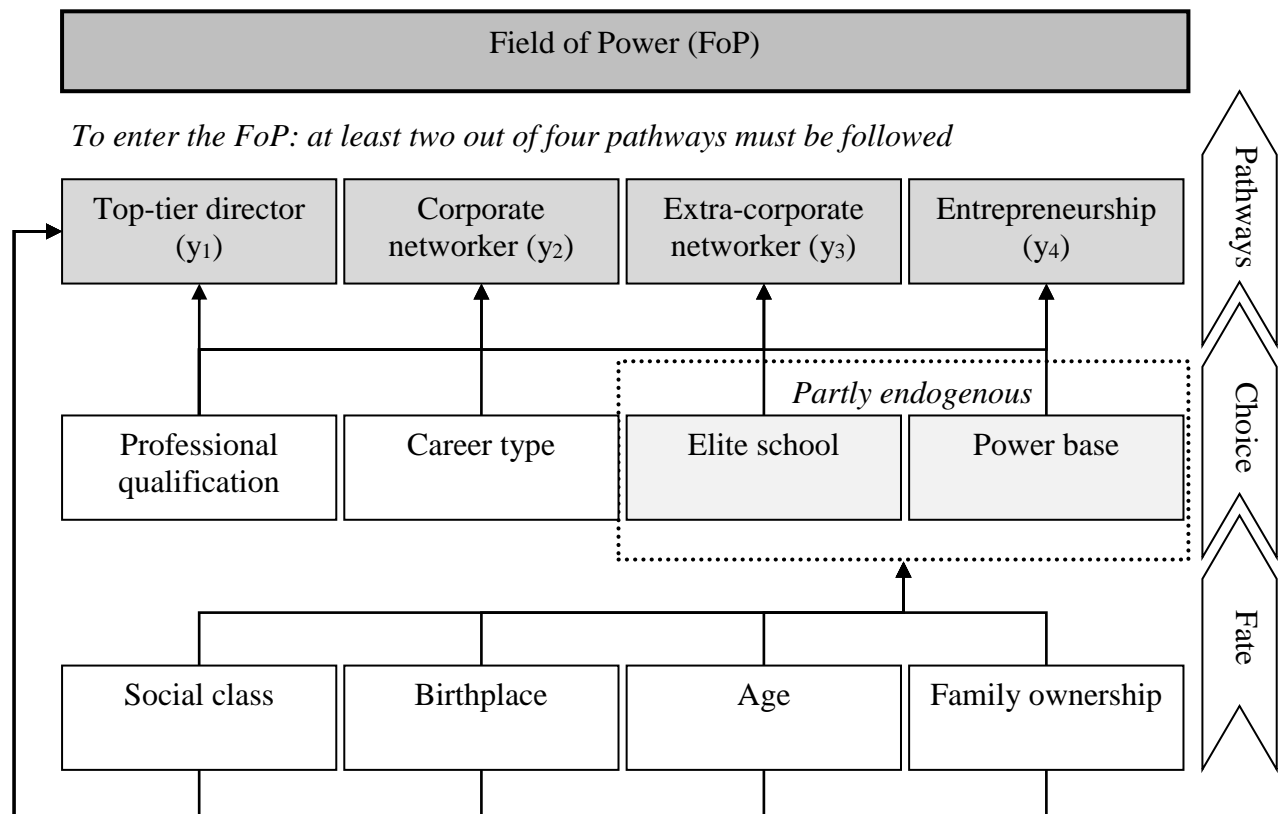 Field of Power (FoP)
To enter the FoP: at least two out of four pathways must be followed
Top-tier director
(y₁)
Corporate
networker (y₂)
Extra-corporate
networker (y₃)
Entrepreneurship
(y₄)
Pathways
Partly endogenous
Professional
qualification
Career type
Elite school
Power base
Choice
Social class
Birthplace
Age
Family ownership
Fate